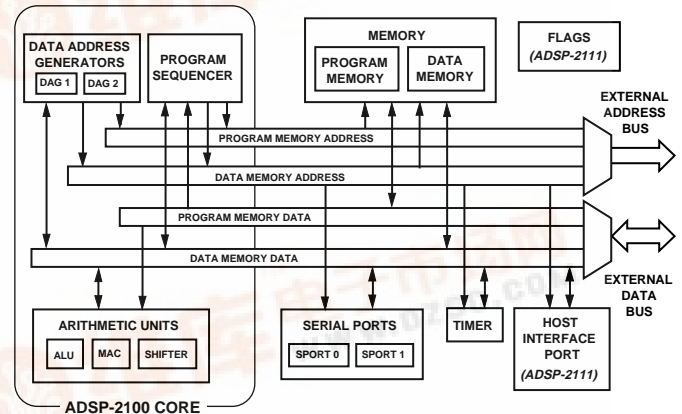 DATA ADDRESS
GENERATORS
DAG 1
DAG 2
PROGRAM
SEQUENCER
MEMORY
PROGRAM
MEMORY
DATA
MEMORY
FLAGS
(ADSP-2111)
EXTERNAL
ADDRESS
BUS
PROGRAM MEMORY ADDRESS
DATA MEMORY ADDRESS
PROGRAM MEMORY DATA
DATA MEMORY DATA
EXTERNAL
DATA
BUS
ARITHMETIC UNITS
ALU
MAC
SHIFTER
SERIAL PORTS
SPORT 0
SPORT 1
TIMER
HOST
INTERFACE
PORT
(ADSP-2111)
ADSP-2100 CORE